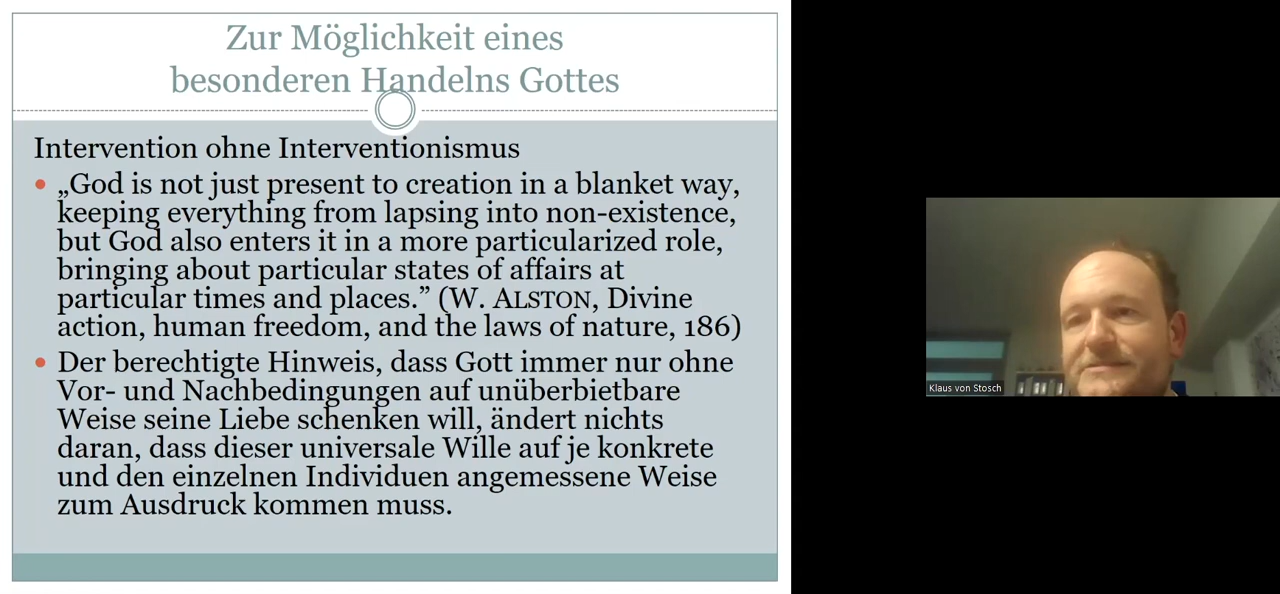 Zur Möglichkeit eines
besonderen Handelns Gottes
Intervention ohne Interventionismus
„God is not just present to creation in a blanket way,
keeping everything from lapsing into non-existence,
but God also enters it in a more particularized role,
bringing about particular states of affairs at
particular times and places.” (W. ALSTON, Divine
action, human freedom, and the laws of nature, 186)
Der berechtigte Hinweis, dass Gott immer nur ohne
Vor- und Nachbedingungen auf unüberbietbare
Weise seine Liebe schenken will, ändert nichts
daran, dass dieser universale Wille auf je konkrete
und den einzelnen Individuen angemessene Weise
zum Ausdruck kommen muss.
Klaus von Stosch